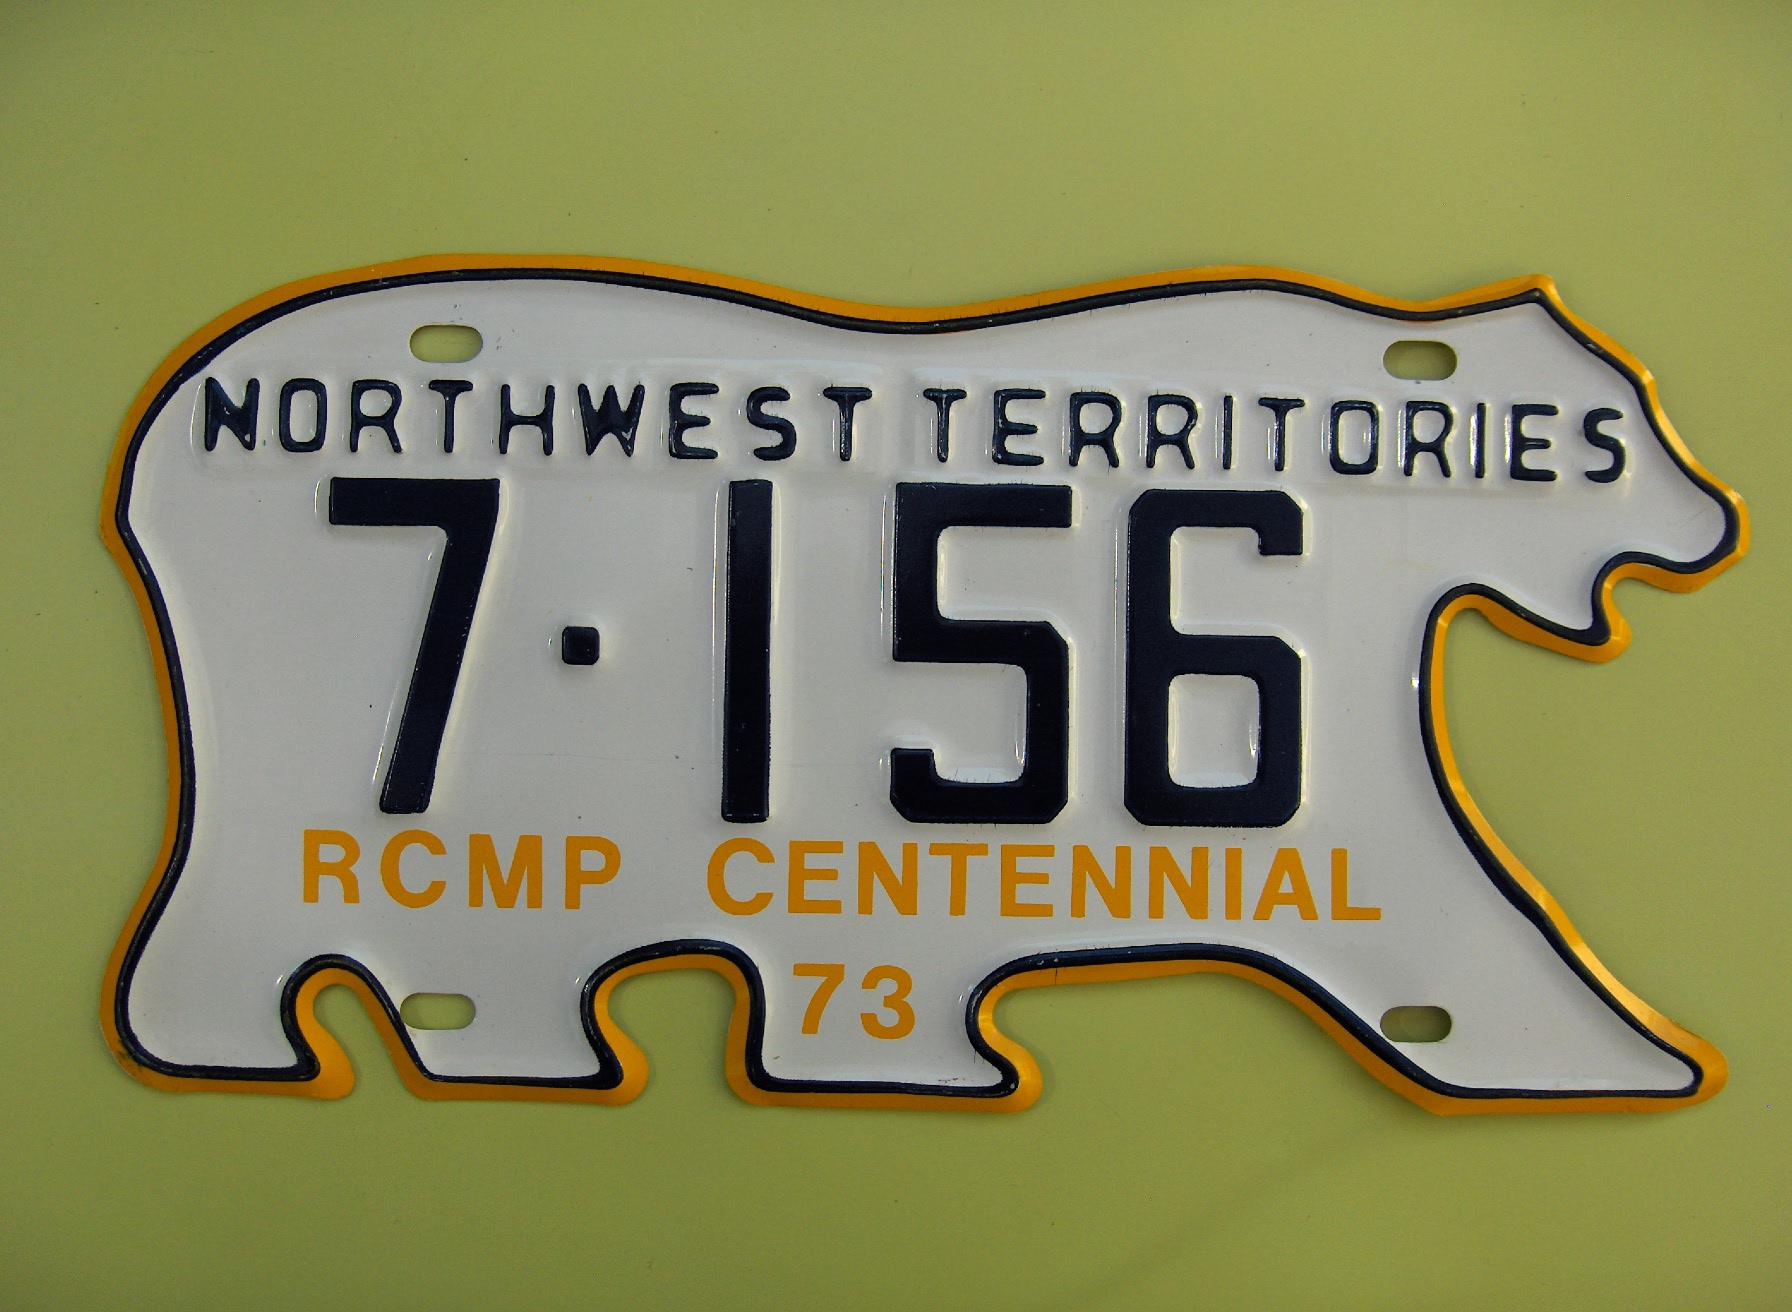 NORTHWEST TERRITORIES
7·156
RCMP CENTENNIAL
73